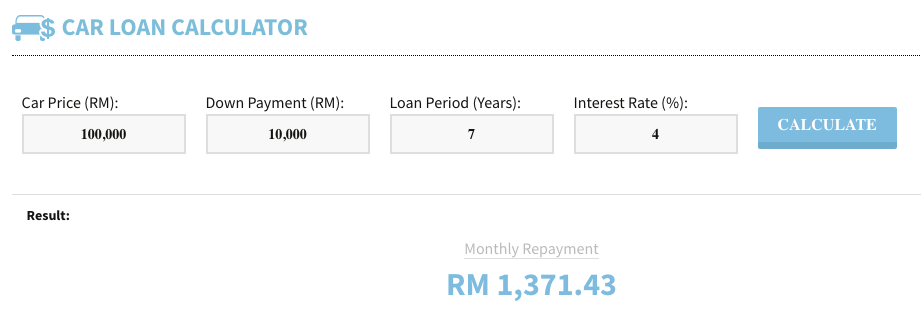 $ CAR LOAN CALCULATOR
Car Price (RM): Down Payment (RM): Loan Period (Years): Interest Rate (%):
100,000 10,000 7 4 CALCULATE
Result:
Monthly Repayment
RM 1,371.43